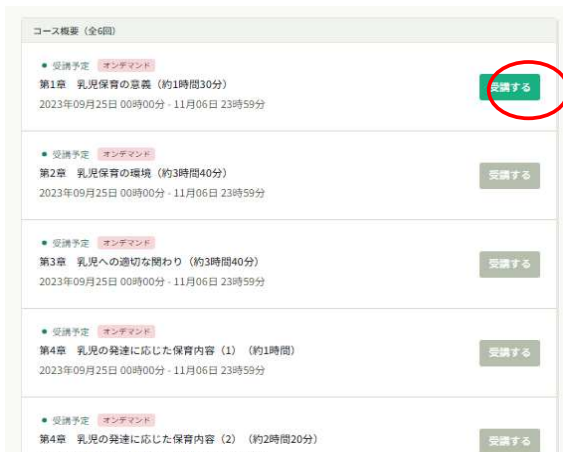 コース概要（全6回）
受講予定 オンデマンド
第1章　乳児保育の意義（約1時間30分）
受講する
2023年09月25日 00時00分 - 11月06日 23時59分
受講予定 オンデマンド
第2章　乳児保育の環境（約3時間40分）
受講する
2023年09月25日 00時00分 - 11月06日 23時59分
受講予定 オンデマンド
第3章　乳児への適切な関わり（約3時間40分）
受講する
2023年09月25日 00時00分 - 11月06日 23時59分
受講予定 オンデマンド
第4章　乳児の発達に応じた保育内容（1）（約1時間）
受講する
2023年09月25日 00時00分 - 11月06日 23時59分
受講予定 オンデマンド
第4章　乳児の発達に応じた保育内容（2）（約2時間20分）
受講する